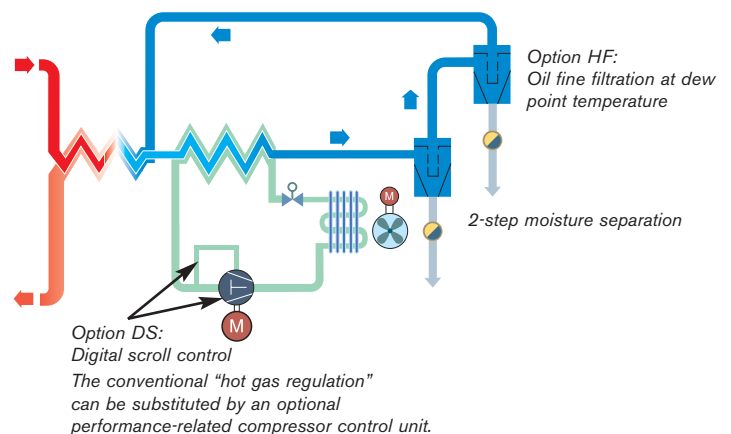 Option HF:
Oil fine filtration at dew
point temperature
M
2-step moisture separation
M
Option DS:
Digital scroll control
The conventional “hot gas regulation”
can be substituted by an optional
performance-related compressor control unit.